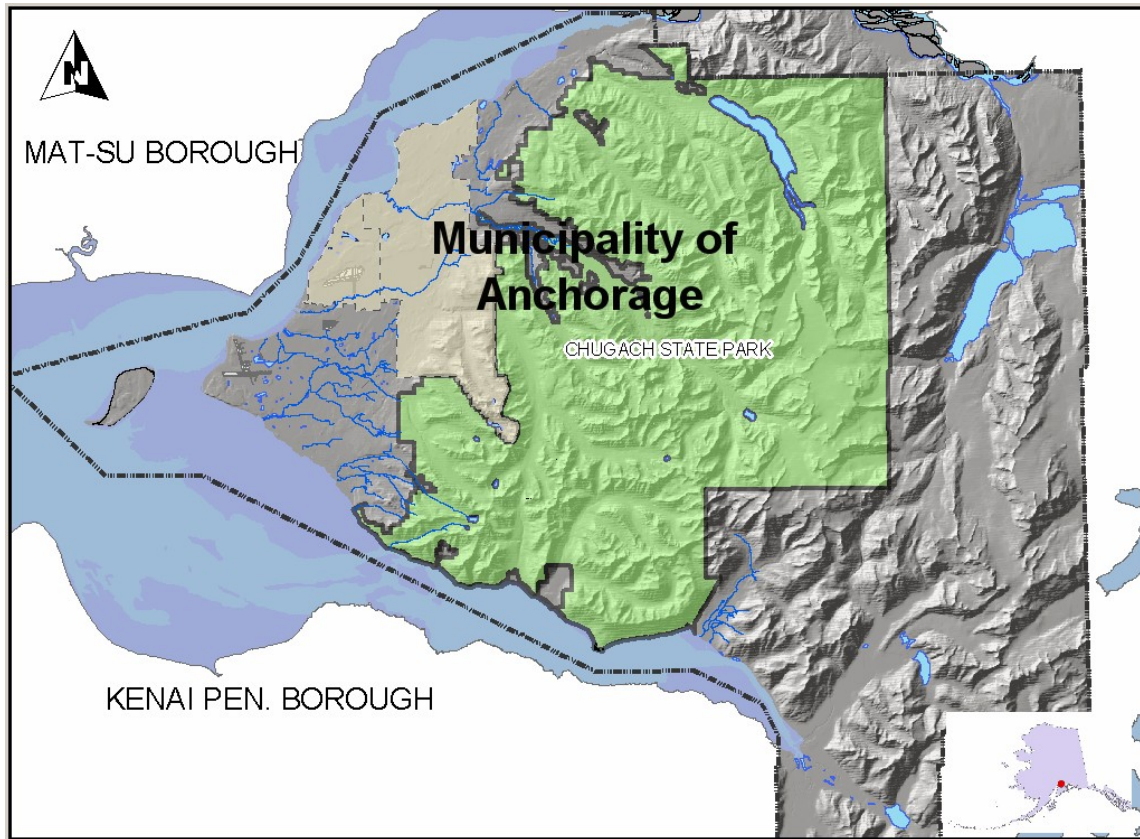 N
MAT-SU BOROUGH
Municipality of
Anchorage
CHUGACH STATE PARK
KENAI PEN. BOROUGH